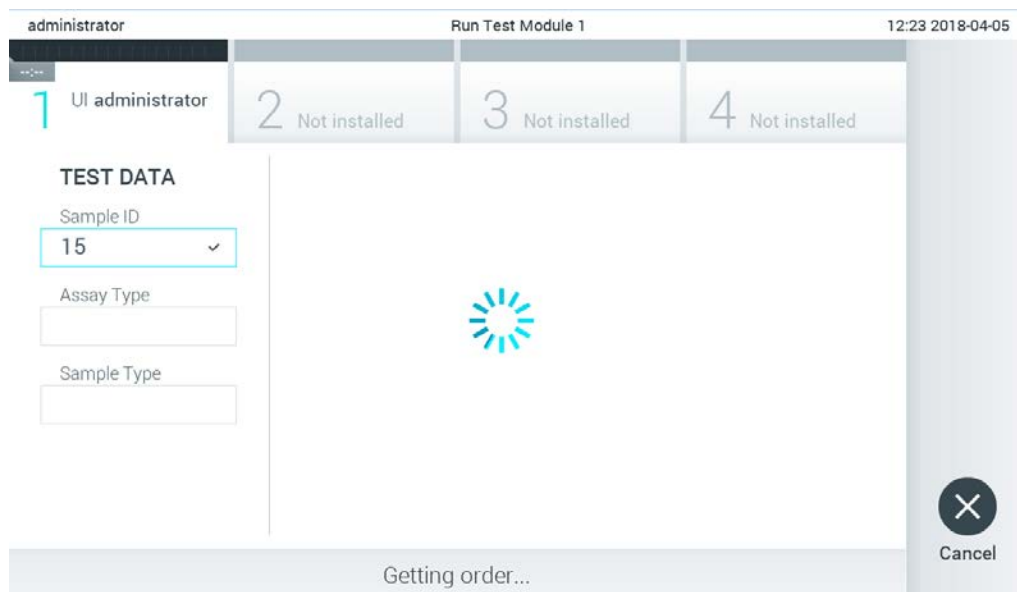 administrator Run Test Module 1 12:23 2018-04-05
--:--
1 UI administrator 2 Not installed 3 Not installed 4 Not installed
TEST DATA
Sample ID
15
Assay Type
Sample Type
Cancel
Getting order...